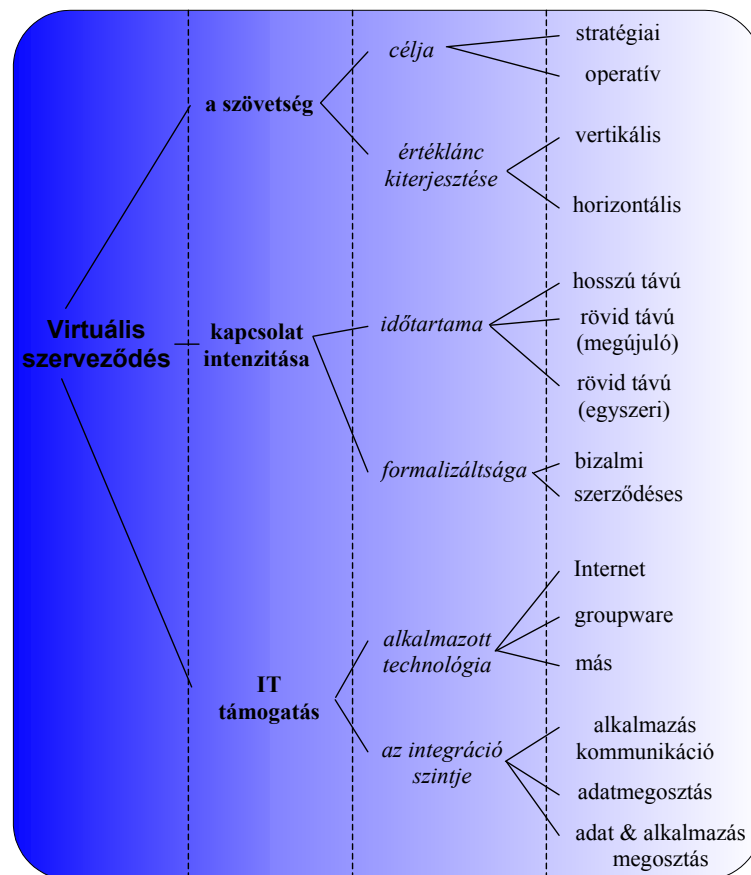 Virtuális
szerveződés
a szövetség
célja
stratégiai
operatív
értéklánc
kiterjesztése
vertikális
horizontális
kapcsolat
intenzitása
időtartama
hosszú távú
rövid távú
(megújuló)
rövid távú
(egyszeri)
formalizáltsága
bizalmi
szerződéses
IT
támogatás
alkalmazott
technológia
Internet
groupware
más
az integráció
szintje
alkalmazás
kommunikáció
adatmegosztás
adat & alkalmazás
megosztás